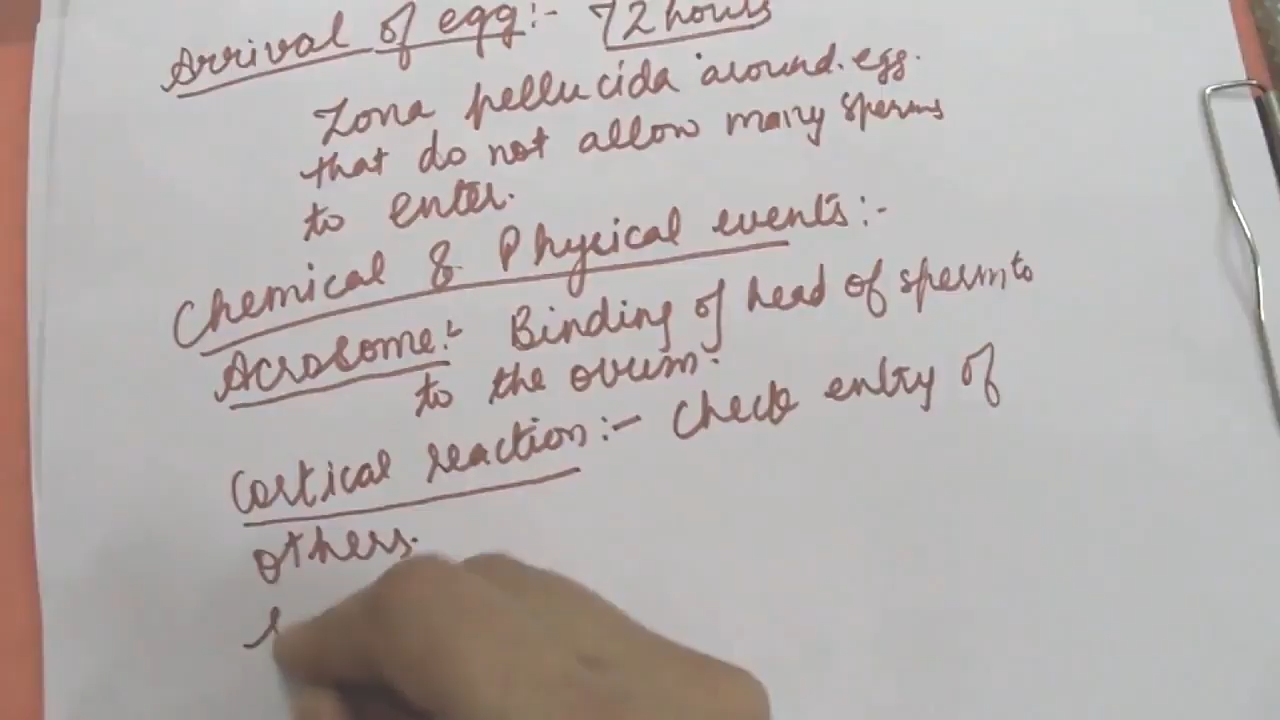 Arrival of egg:- 72 hours
Zona pellucida around egg.
that do not allow many sperms
to enter.
Chemical & Physical events:-
Acrosome:- Binding of head of sperm to
to the ovum.
Cortical reaction:- Check entry of
others.